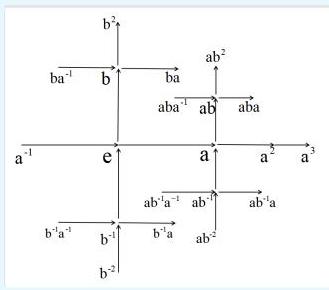 b²
ab²
ba⁻¹ b ba
aba⁻¹ ab aba
a⁻¹ e a a² a³
ab⁻¹a⁻¹ ab⁻¹ ab⁻¹a
b⁻¹a⁻¹ b⁻¹ b⁻¹a
ab⁻²
b⁻²